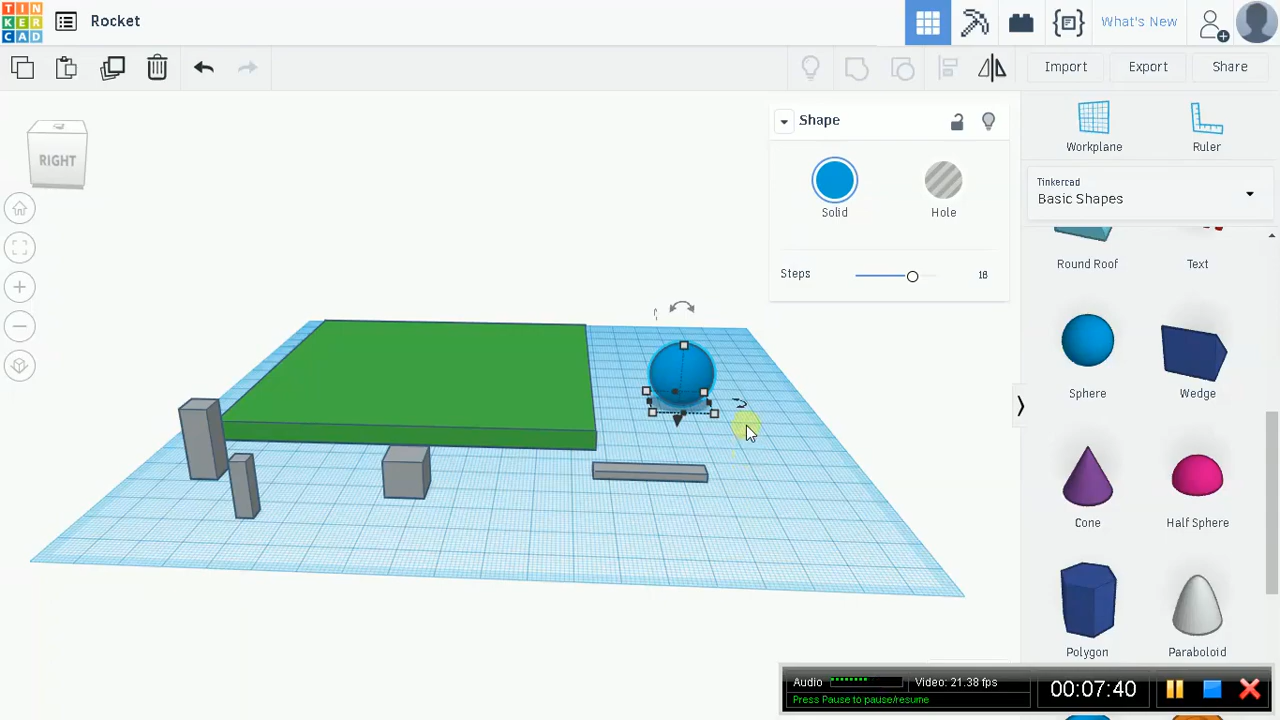 TIN
KER
CAD
Rocket
What's New
Import
Export
Share
RIGHT
Shape
Solid
Hole
Steps
18
Workplane
Ruler
Tinkercad
Basic Shapes
Round Roof
Text
Sphere
Wedge
Cone
Half Sphere
Polygon
Paraboloid
Audio
Video: 21.38 fps
Press Pause to pause/resume
00:07:40